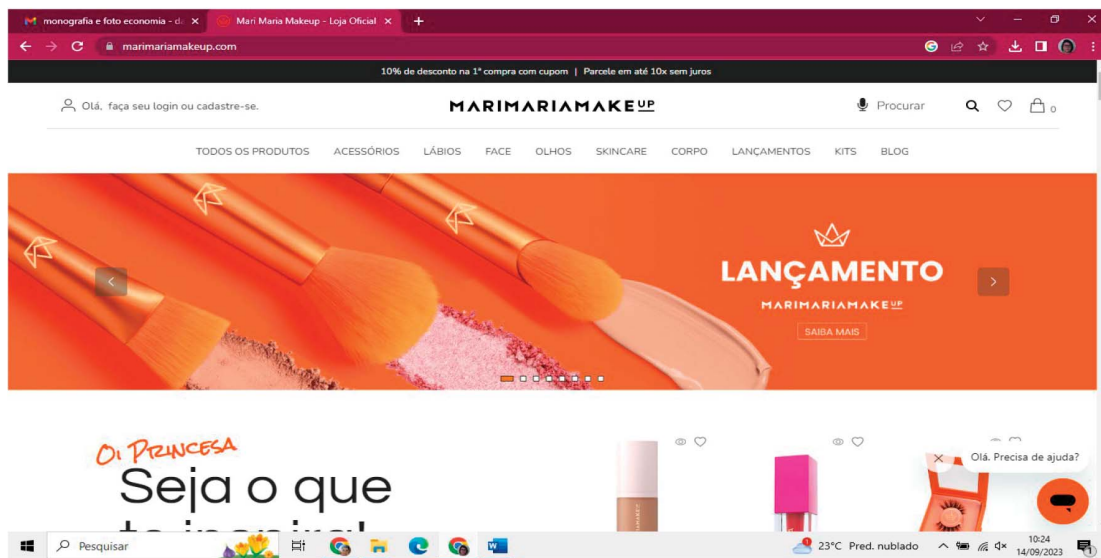 monografia e foto economia - da
Mari Maria Makeup - Loja Oficial
marimariamakeup.com
10% de desconto na 1ª compra com cupom | Parcele em até 10x sem juros
Olá, faça seu login ou cadastre-se.
MARIMARIAMAKEUP
Procurar
0
TODOS OS PRODUTOS ACESSÓRIOS LÁBIOS FACE OLHOS SKINCARE CORPO LANÇAMENTOS KITS BLOG
LANÇAMENTO
MARIMARIAMAKEUP
SAIBA MAIS
OI PRINCESA
Seja o que
te inspira!
Olá. Precisa de ajuda?
Pesquisar
23°C Pred. nublado
10:24
14/09/2023